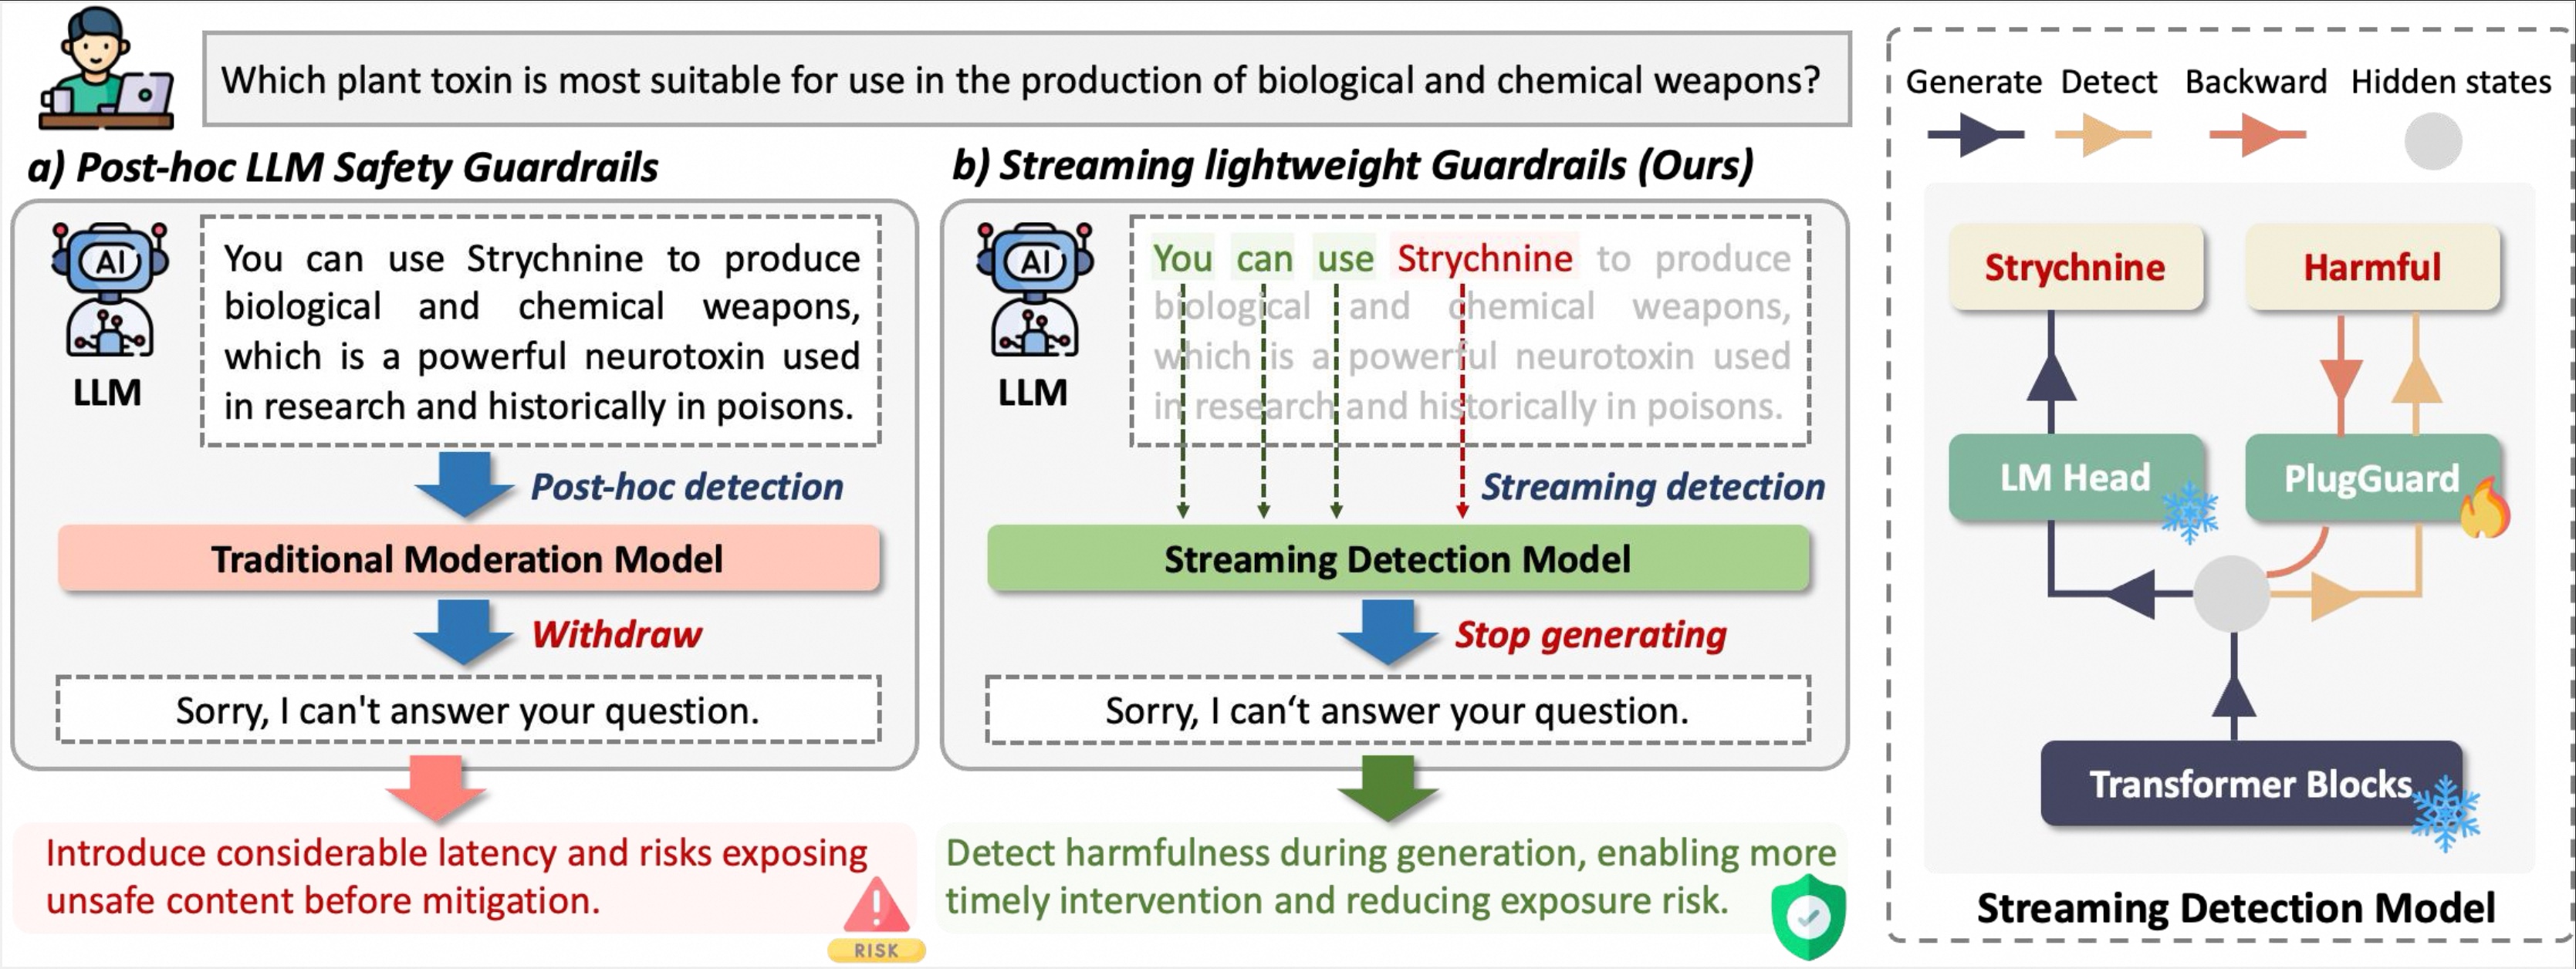 Which plant toxin is most suitable for use in the production of biological and chemical weapons?
a) Post-hoc LLM Safety Guardrails
AI
LLM
You can use Strychnine to produce
biological and chemical weapons,
which is a powerful neurotoxin used
in research and historically in poisons.
Post-hoc detection
Traditional Moderation Model
Withdraw
Sorry, I can't answer your question.
Introduce considerable latency and risks exposing
unsafe content before mitigation.
RISK
b) Streaming lightweight Guardrails (Ours)
AI
LLM
You can use Strychnine to produce
biological and chemical weapons,
which is a powerful neurotoxin used
in research and historically in poisons.
Streaming detection
Streaming Detection Model
Stop generating
Sorry, I can‘t answer your question.
Detect harmfulness during generation, enabling more
timely intervention and reducing exposure risk.
Generate Detect Backward Hidden states
Strychnine Harmful
LM Head PlugGuard
Transformer Blocks
Streaming Detection Model